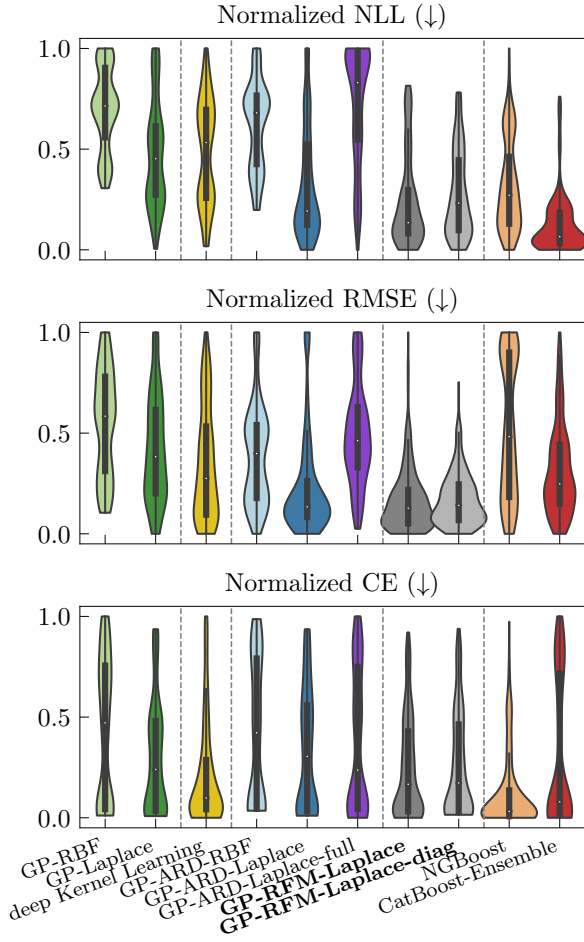 Normalized NLL (↓)
1.0
0.5
0.0
Normalized RMSE (↓)
1.0
0.5
0.0
Normalized CE (↓)
1.0
0.5
0.0
GP-RBF
GP-Laplace
deep Kernel Learning
GP-ARD-RBF
GP-ARD-Laplace
GP-ARD-Laplace-full
GP-RFM-Laplace
GP-RFM-Laplace-diag
NGBoost
CatBoost-Ensemble